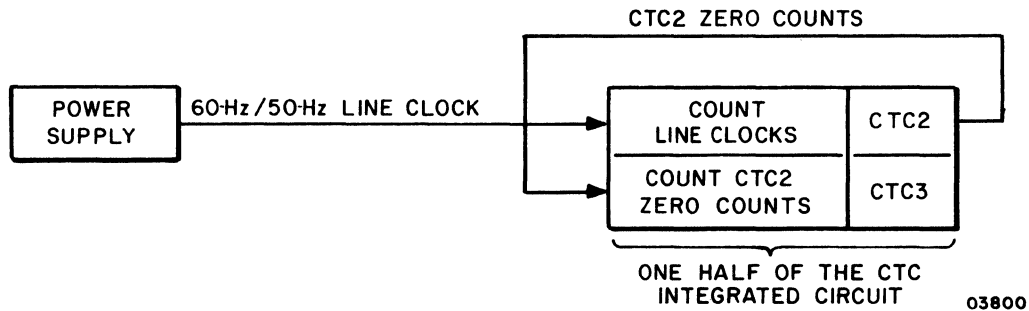 CTC2 ZERO COUNTS
POWER
SUPPLY
60-Hz/50-Hz LINE CLOCK
COUNT
LINE CLOCKS
CTC2
COUNT CTC2
ZERO COUNTS
CTC3
ONE HALF OF THE CTC
INTEGRATED CIRCUIT
03800